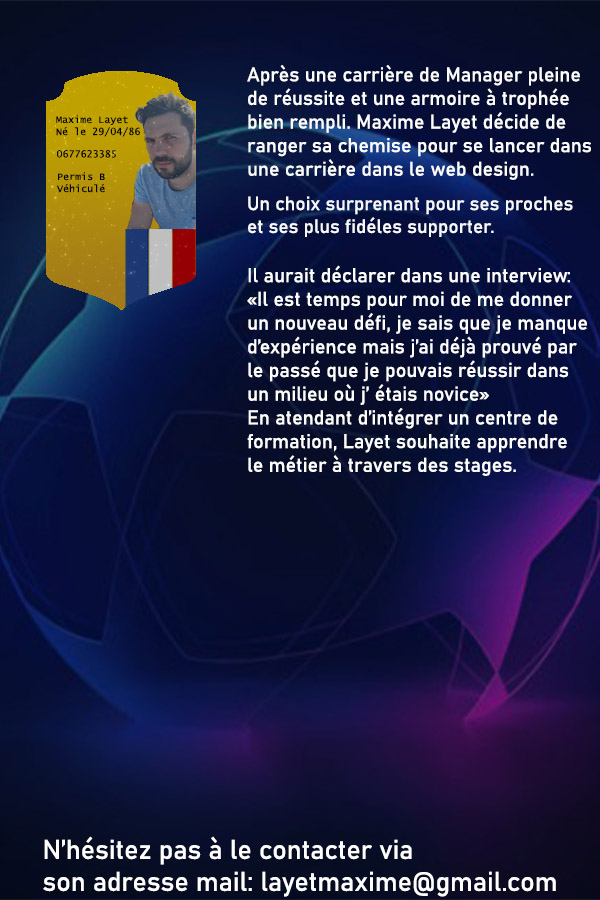 Maxime Layet
Né le 29/04/86
0677623385
Permis B
Véhiculé
Après une carrière de Manager pleine
de réussite et une armoire à trophée
bien rempli. Maxime Layet décide de
ranger sa chemise pour se lancer dans
une carrière dans le web design.
Un choix surprenant pour ses proches
et ses plus fidéles supporter.
Il aurait déclarer dans une interview:
«Il est temps pour moi de me donner
un nouveau défi, je sais que je manque
d'expérience mais j'ai déjà prouvé par
le passé que je pouvais réussir dans
un milieu où j' étais novice»
En atendant d'intégrer un centre de
formation, Layet souhaite apprendre
le métier à travers des stages.
N'hésitez pas à le contacter via
son adresse mail: layetmaxime@gmail.com